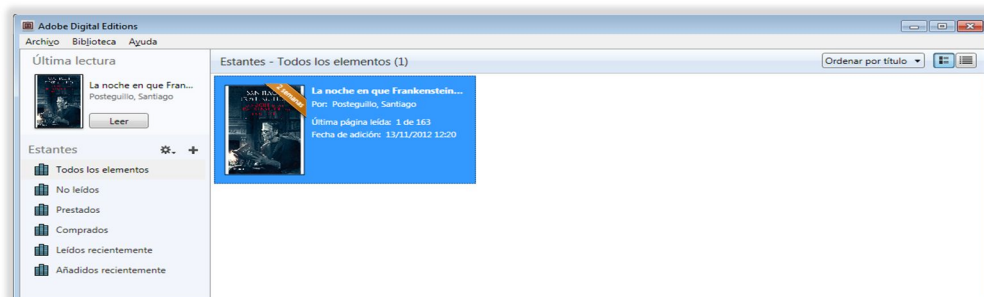 Adobe Digital Editions
Archivo Biblioteca Ayuda
Última lectura
La noche en que Fran...
Posteguillo, Santiago
Leer
Estantes
Todos los elementos
No leídos
Prestados
Comprados
Leídos recientemente
Añadidos recientemente
Estantes - Todos los elementos (1)
Ordenar por título
2 semanas
La noche en que Frankenstein...
Por: Posteguillo, Santiago
Última página leída: 1 de 163
Fecha de adición: 13/11/2012 12:20